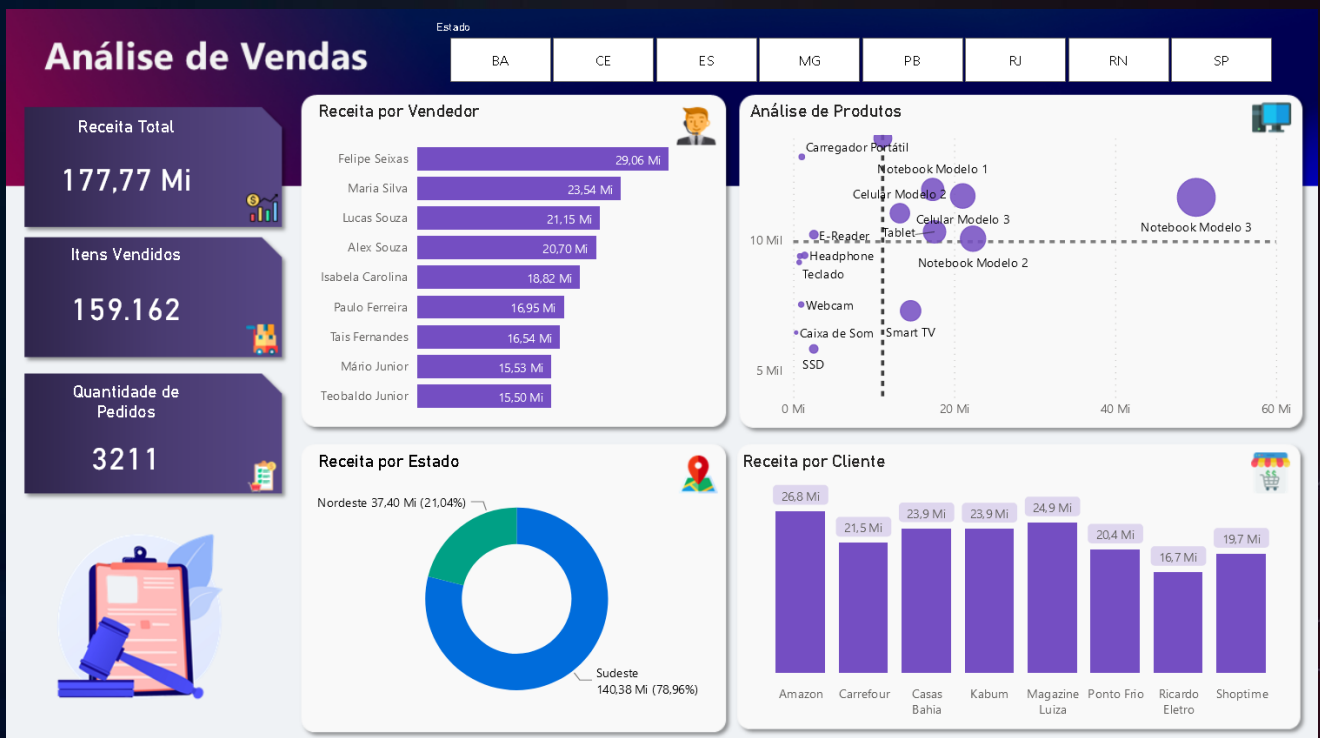 Análise de Vendas
Estado
BA
CE
ES
MG
PB
RJ
RN
SP
Receita Total
177,77 Mi
Itens Vendidos
159.162
Quantidade de
Pedidos
3211
Receita por Vendedor
Felipe Seixas 29,06 Mi
Maria Silva 23,54 Mi
Lucas Souza 21,15 Mi
Alex Souza 20,70 Mi
Isabela Carolina 18,82 Mi
Paulo Ferreira 16,95 Mi
Tais Fernandes 16,54 Mi
Mário Junior 15,53 Mi
Teobaldo Junior 15,50 Mi
Análise de Produtos
Carregador Portátil
Notebook Modelo 1
Celular Modelo 2
Celular Modelo 3
Notebook Modelo 3
10 Mil
E-Reader
Tablet
Headphone
Notebook Modelo 2
Teclado
Webcam
Caixa de Som
Smart TV
SSD
5 Mil
0 Mi
20 Mi
40 Mi
60 Mi
Receita por Estado
Nordeste 37,40 Mi (21,04%)
Sudeste
140,38 Mi (78,96%)
Receita por Cliente
26,8 Mi
21,5 Mi
23,9 Mi
23,9 Mi
24,9 Mi
20,4 Mi
16,7 Mi
19,7 Mi
Amazon
Carrefour
Casas
Bahia
Kabum
Magazine
Luiza
Ponto Frio
Ricardo
Eletro
Shoptime